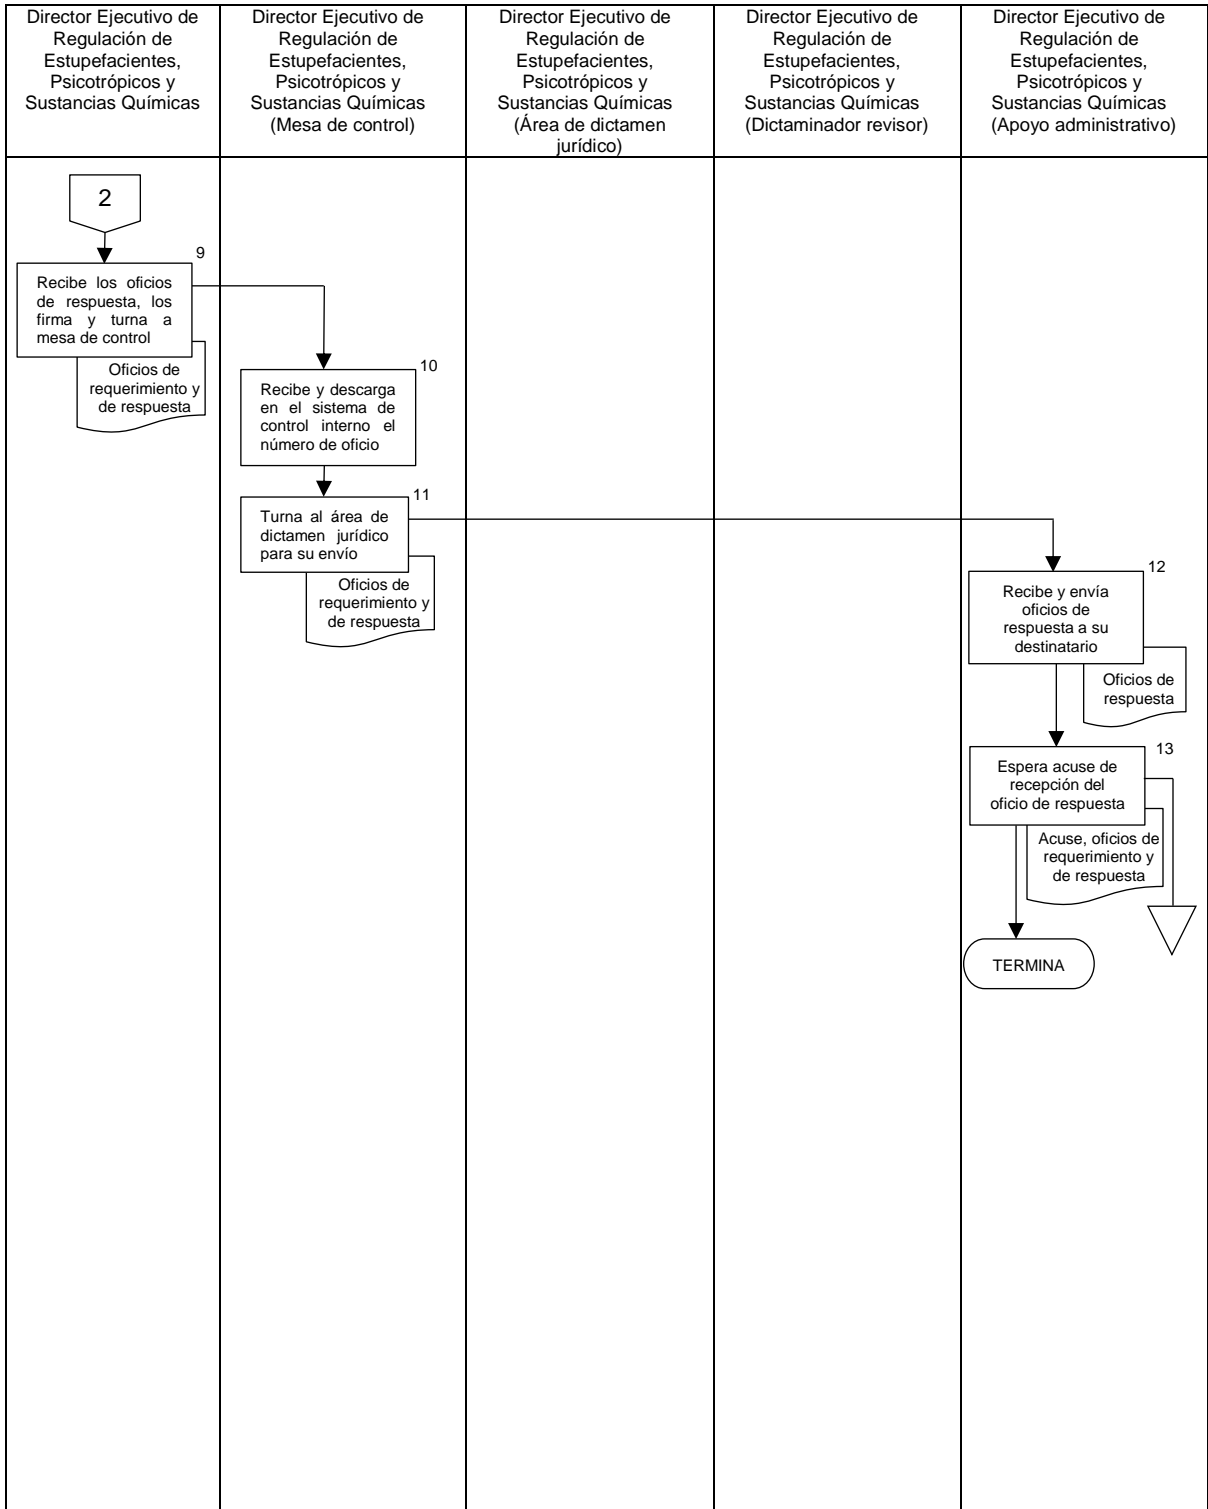 Director Ejecutivo de
Regulación de
Estupefacientes,
Psicotrópicos y
Sustancias Químicas
Director Ejecutivo de
Regulación de
Estupefacientes,
Psicotrópicos y
Sustancias Químicas
(Mesa de control)
Director Ejecutivo de
Regulación de
Estupefacientes,
Psicotrópicos y
Sustancias Químicas
(Área de dictamen
jurídico)
Director Ejecutivo de
Regulación de
Estupefacientes,
Psicotrópicos y
Sustancias Químicas
(Dictaminador revisor)
Director Ejecutivo de
Regulación de
Estupefacientes,
Psicotrópicos y
Sustancias Químicas
(Apoyo administrativo)
2
9
Recibe los oficios
de respuesta, los
firma y turna a
mesa de control
Oficios de
requerimiento y
de respuesta
10
Recibe y descarga
en el sistema de
control interno el
número de oficio
11
Turna al área de
dictamen jurídico
para su envío
Oficios de
requerimiento y
de respuesta
12
Recibe y envía
oficios de
respuesta a su
destinatario
Oficios de
respuesta
13
Espera acuse de
recepción del
oficio de respuesta
Acuse, oficios de
requerimiento y
de respuesta
TERMINA